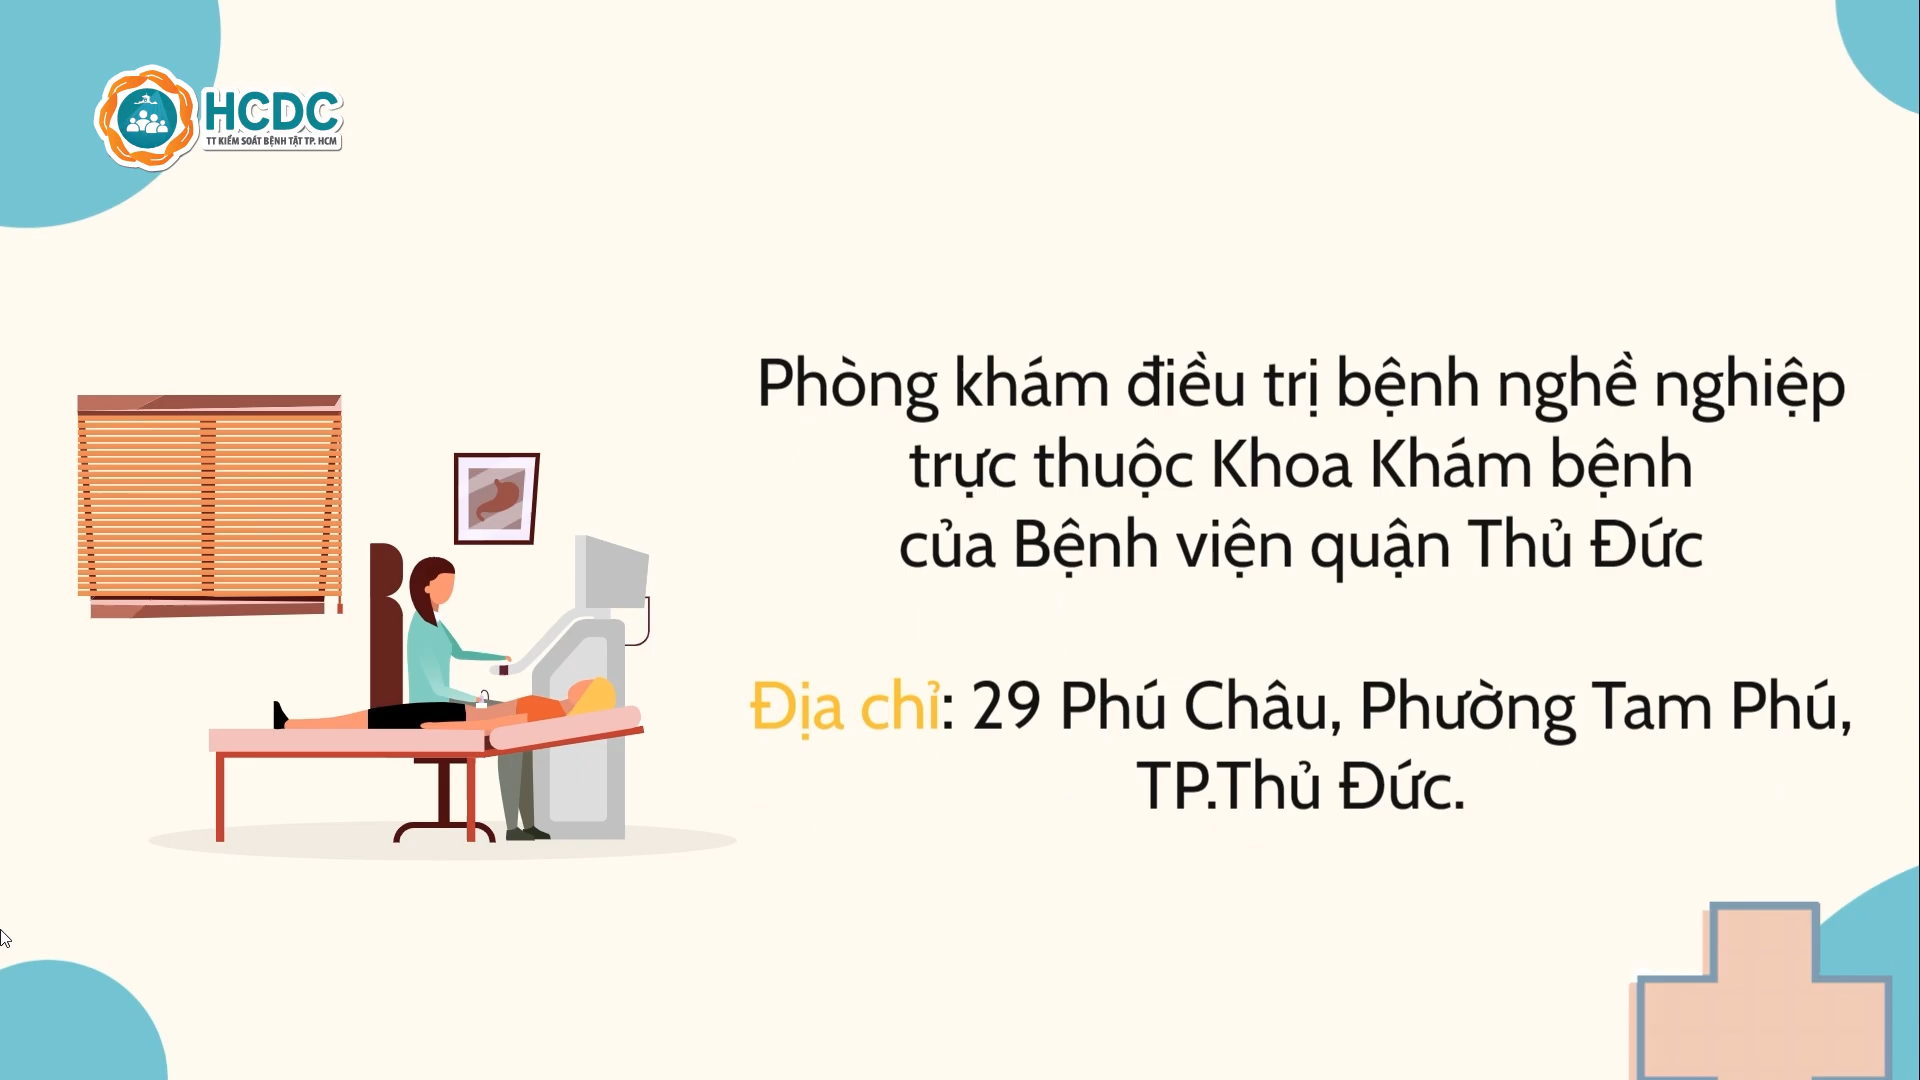 HCDC
TT KIỂM SOÁT BỆNH TẬT TP. HCM
Phòng khám điều trị bệnh nghề nghiệp
trực thuộc Khoa Khám bệnh
của Bệnh viện quận Thủ Đức
Địa chỉ: 29 Phú Châu, Phường Tam Phú,
TP.Thủ Đức.